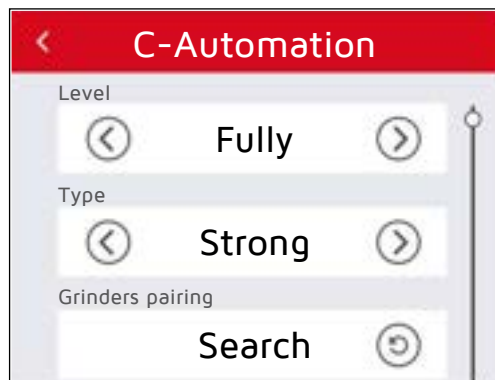 C-Automation
Level
Fully
Type
Strong
Grinders pairing
Search